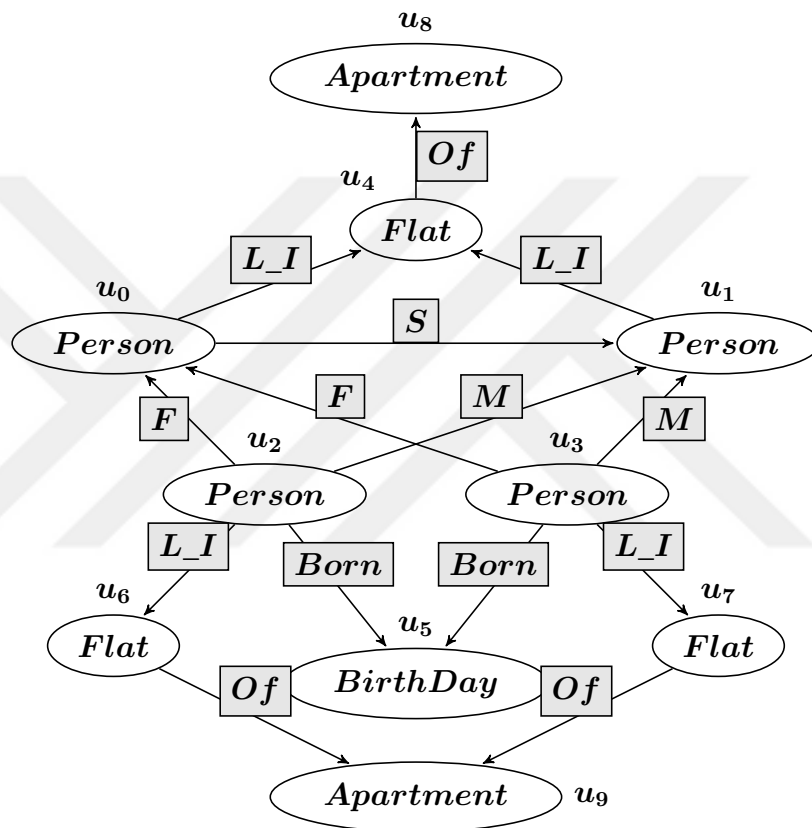 u₈
Apartment
Of
u₄
Flat
L_I L_I
u₀ u₁
Person S Person
F F M M
u₂ u₃
Person Person
L_I Born Born L_I
u₆ u₅ u₇
Flat BirthDay Flat
Of Of
Apartment u₉